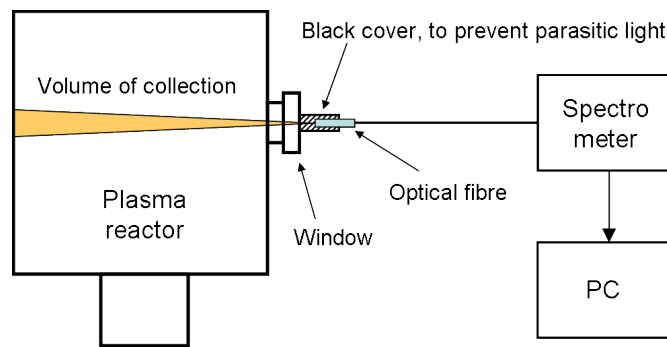 Black cover, to prevent parasitic light
Volume of collection
Spectro
meter
Optical fibre
Plasma
reactor
Window
PC